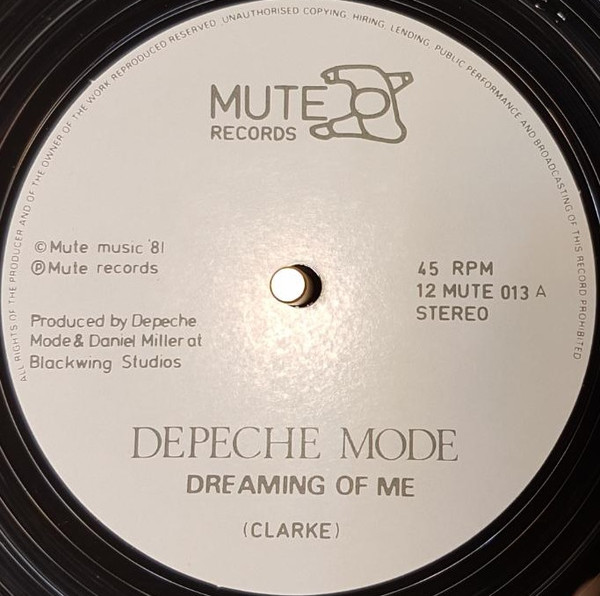 ALL RIGHTS OF THE PRODUCER AND OF THE OWNER OF THE WORK REPRODUCED RESERVED. UNAUTHORISED COPYING, HIRING, LENDING, PUBLIC PERFORMANCE AND BROADCASTING OF THIS RECORD PROHIBITED
MUTE
RECORDS
©Mute music '81
℗Mute records
45 RPM
12 MUTE 013 A
STEREO
Produced by Depeche
Mode & Daniel Miller at
Blackwing Studios
DEPECHE MODE
DREAMING OF ME
(CLARKE)